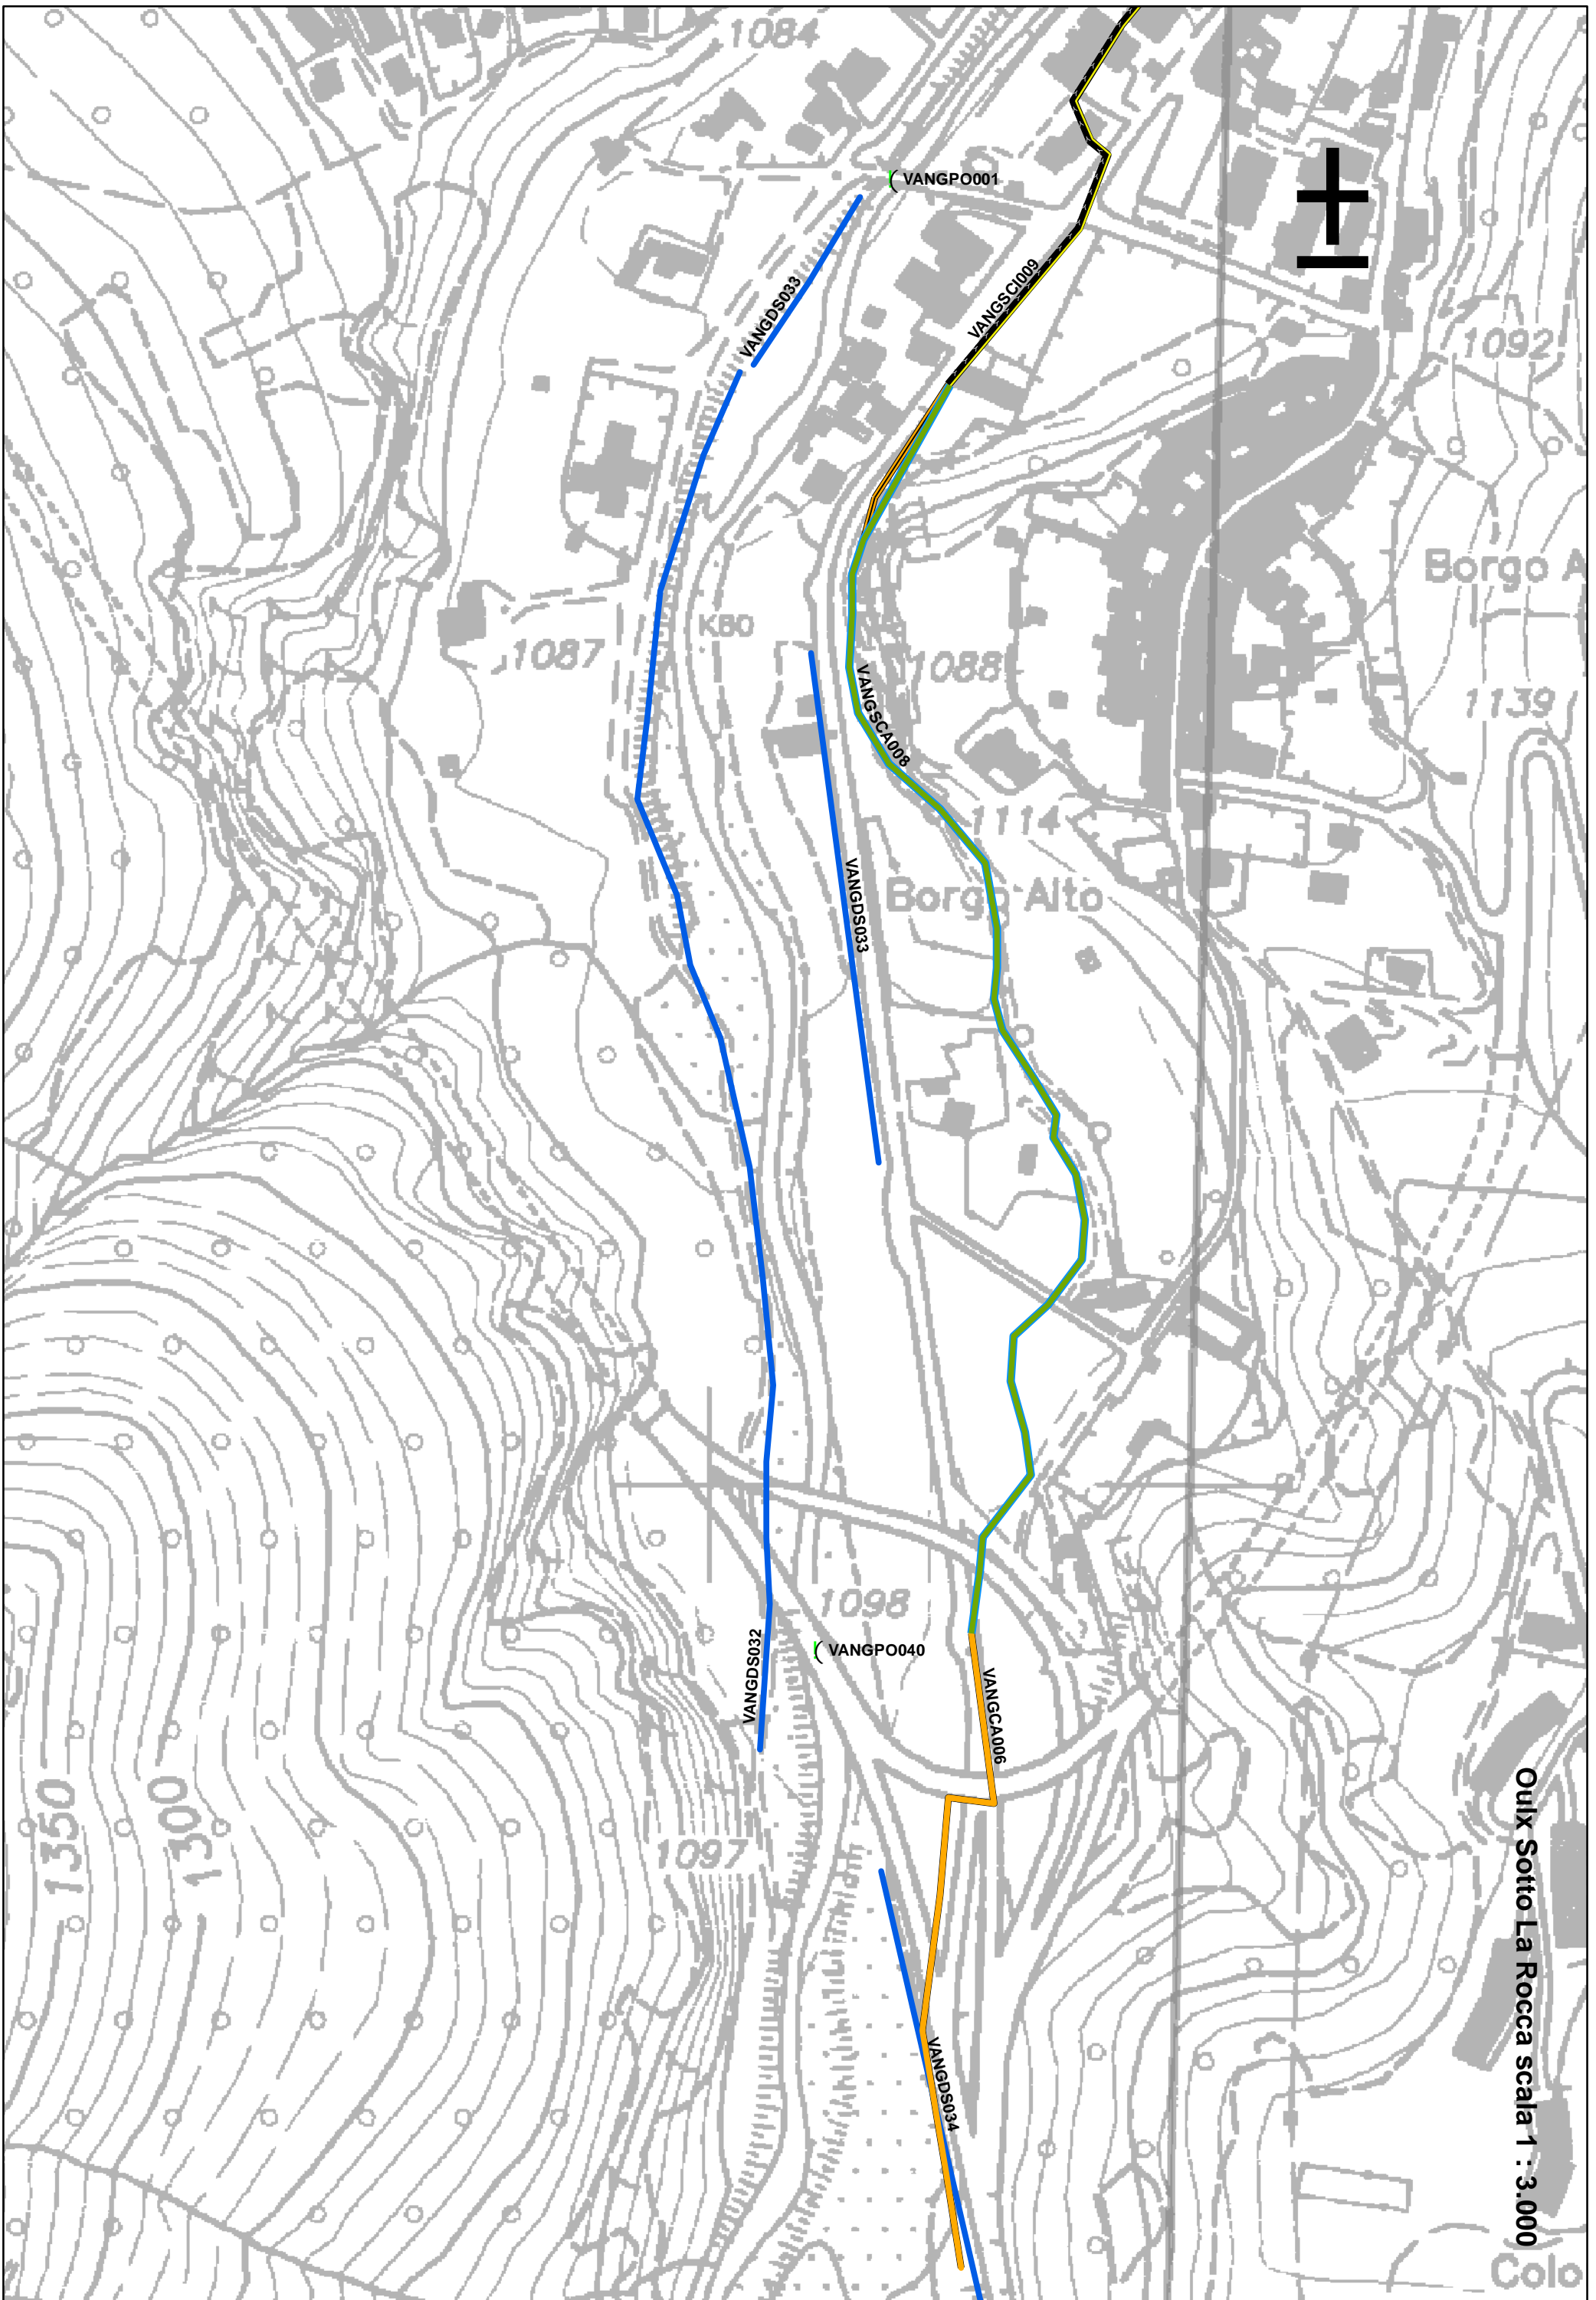 1084
VANGPO001
VANGSCI009
VANGDS033
1092
Borgo A
K80
1087
1088
VANGSCA008
1139
1114
VANGDS033
Borgo Alto
1098
VANGPO040
VANGDS032
VANGCA006
1350
1300
1097
Oulx Sotto La Rocca scala 1 : 3.000
VANGDS034
Colo